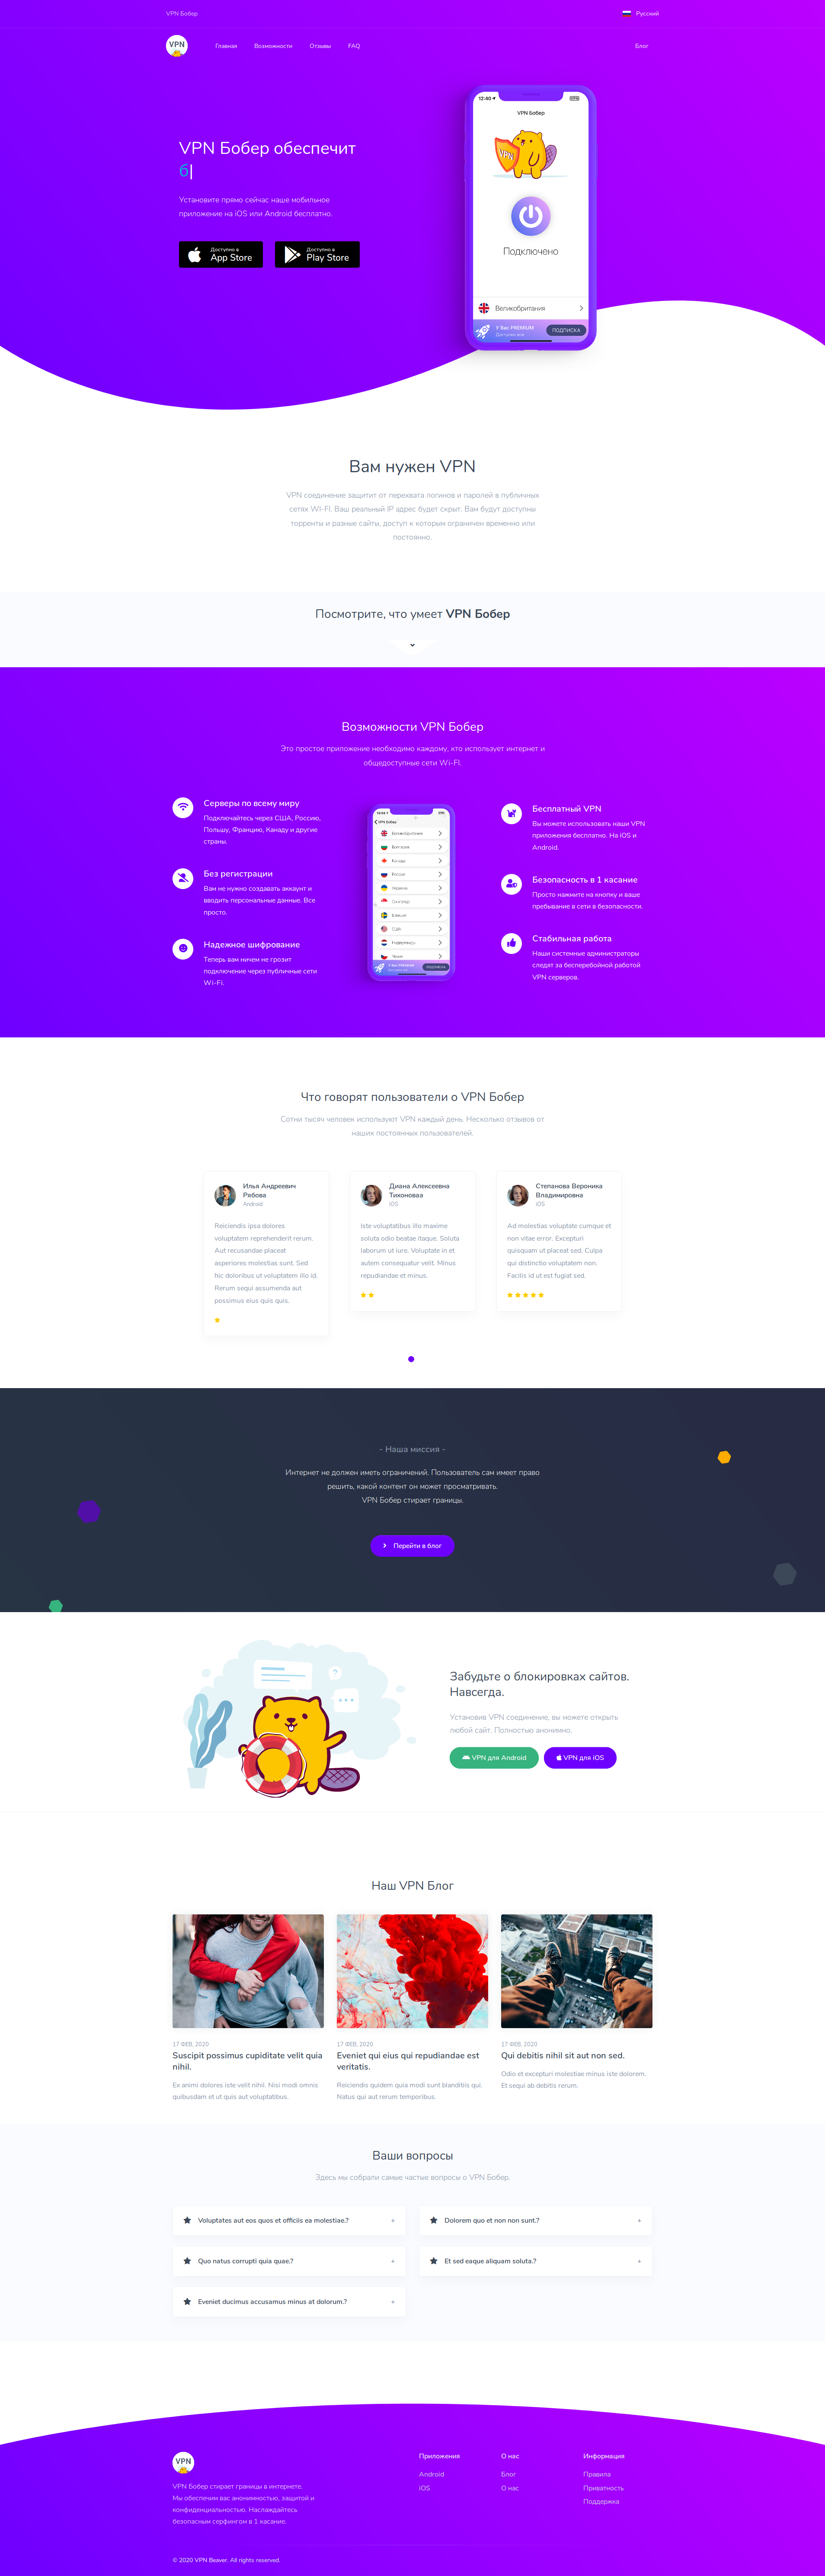 VPN Бобер
Русский
VPN
Главная
Возможности
Отзывы
FAQ
Блог
VPN Бобер обеспечит
б
Установите прямо сейчас наше мобильное
приложение на iOS или Android бесплатно.
Доступно в
App Store
Доступно в
Play Store
12:40
VPN Бобер
VPN
Подключено
Великобритания
У Вас PREMIUM
Доступно все
ПОДПИСКА
Вам нужен VPN
VPN соединение защитит от перехвата логинов и паролей в публичных
сетях WI-FI. Ваш реальный IP адрес будет скрыт. Вам будут доступны
торренты и разные сайты, доступ к которым ограничен временно или
постоянно.
Посмотрите, что умеет VPN Бобер
Возможности VPN Бобер
Это простое приложение необходимо каждому, кто использует интернет и
общедоступные сети Wi-FI.
Серверы по всему миру
Подключайтесь через США, Россию,
Польшу, Францию, Канаду и другие
страны.
Без регистрации
Вам не нужно создавать аккаунт и
вводить персональные данные. Все
просто.
Надежное шифрование
Теперь вам ничем не грозит
подключение через публичные сети
Wi-Fi.
VPN Бобер
Великобритания
Болгария
Канада
Россия
Украина
Сингапур
Швеция
США
Нидерланды
Чехия
У Вас PREMIUM
ПОДПИСКА
Бесплатный VPN
Вы можете использовать наши VPN
приложения бесплатно. На iOS и
Android.
Безопасность в 1 касание
Просто нажмите на кнопку и ваше
пребывание в сети в безопасности.
Стабильная работа
Наши системные администраторы
следят за бесперебойной работой
VPN серверов.
Что говорят пользователи о VPN Бобер
Сотни тысяч человек используют VPN каждый день. Несколько отзывов от
наших постоянных пользователей.
Илья Андреевич
Рябова
Android
Reiciendis ipsa dolores
voluptatem reprehenderit rerum.
Aut recusandae placeat
asperiores molestias sunt. Sed
hic doloribus ut voluptatem illo id.
Rerum sequi assumenda aut
possimus eius quis quis.
Диана Алексеевна
Тихоноваа
iOS
Iste voluptatibus illo maxime
soluta odio beatae itaque. Soluta
laborum ut iure. Voluptate in et
autem consequatur velit. Minus
repudiandae et minus.
Степанова Вероника
Владимировна
iOS
Ad molestias voluptate cumque et
non vitae error. Excepturi
quisquam ut placeat sed. Culpa
qui distinctio voluptatem non.
Facilis id ut est fugiat sed.
- Наша миссия -
Интернет не должен иметь ограничений. Пользователь сам имеет право
решить, какой контент он может просматривать.
VPN Бобер стирает границы.
Перейти в блог
?
Забудьте о блокировках сайтов.
Навсегда.
Установив VPN соединение, вы можете открыть
любой сайт. Полностью анонимно.
VPN для Android
VPN для iOS
Наш VPN Блог
17 ФЕВ, 2020
Suscipit possimus cupiditate velit quia
nihil.
Ex animi dolores iste velit nihil. Nisi modi omnis
quibusdam et ut quis aut voluptatibus.
17 ФЕВ, 2020
Eveniet qui eius qui repudiandae est
veritatis.
Reiciendis quidem quia modi sunt blanditiis qui.
Natus qui aut rerum temporibus.
17 ФЕВ, 2020
Qui debitis nihil sit aut non sed.
Odio et excepturi molestiae minus iste dolorem.
Et sequi ab debitis rerum.
Ваши вопросы
Здесь мы собрали самые частые вопросы о VPN Бобер.
Voluptates aut eos quos et officiis ea molestiae.? +
Dolorem quo et non non sunt.? +
Quo natus corrupti quia quae.? +
Et sed eaque aliquam soluta.? +
Eveniet ducimus accusamus minus at dolorum.? +
VPN
VPN Бобер стирает границы в интернете.
Мы обеспечим вас анонимностью, защитой и
конфиденциальностью. Наслаждайтесь
безопасным серфингом в 1 касание.
Приложения
Android
iOS
О нас
Блог
О нас
Информация
Правила
Приватность
Поддержка
© 2020 VPN Beaver. All rights reserved.